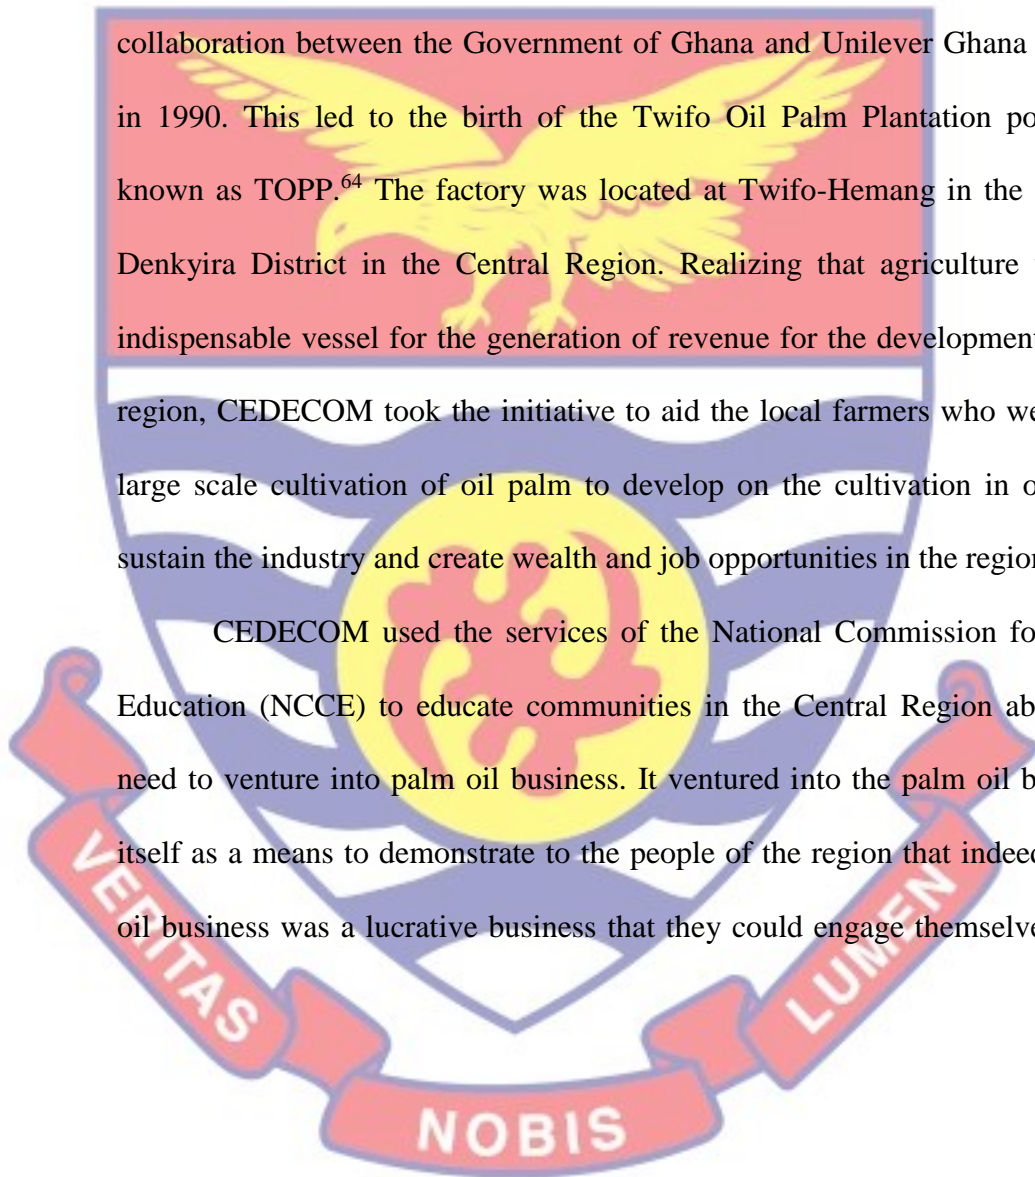 collaboration between the Government of Ghana and Unilever Ghana
in 1990. This led to the birth of the Twifo Oil Palm Plantation po
known as TOPP.64 The factory was located at Twifo-Hemang in the
Denkyira District in the Central Region. Realizing that agriculture
indispensable vessel for the generation of revenue for the development
region, CEDECOM took the initiative to aid the local farmers who we
large scale cultivation of oil palm to develop on the cultivation in o
sustain the industry and create wealth and job opportunities in the region
CEDECOM used the services of the National Commission fo
Education (NCCE) to educate communities in the Central Region ab
need to venture into palm oil business. It ventured into the palm oil b
itself as a means to demonstrate to the people of the region that indeed
oil business was a lucrative business that they could engage themselve
VERITAS
NOBIS
LUMEN